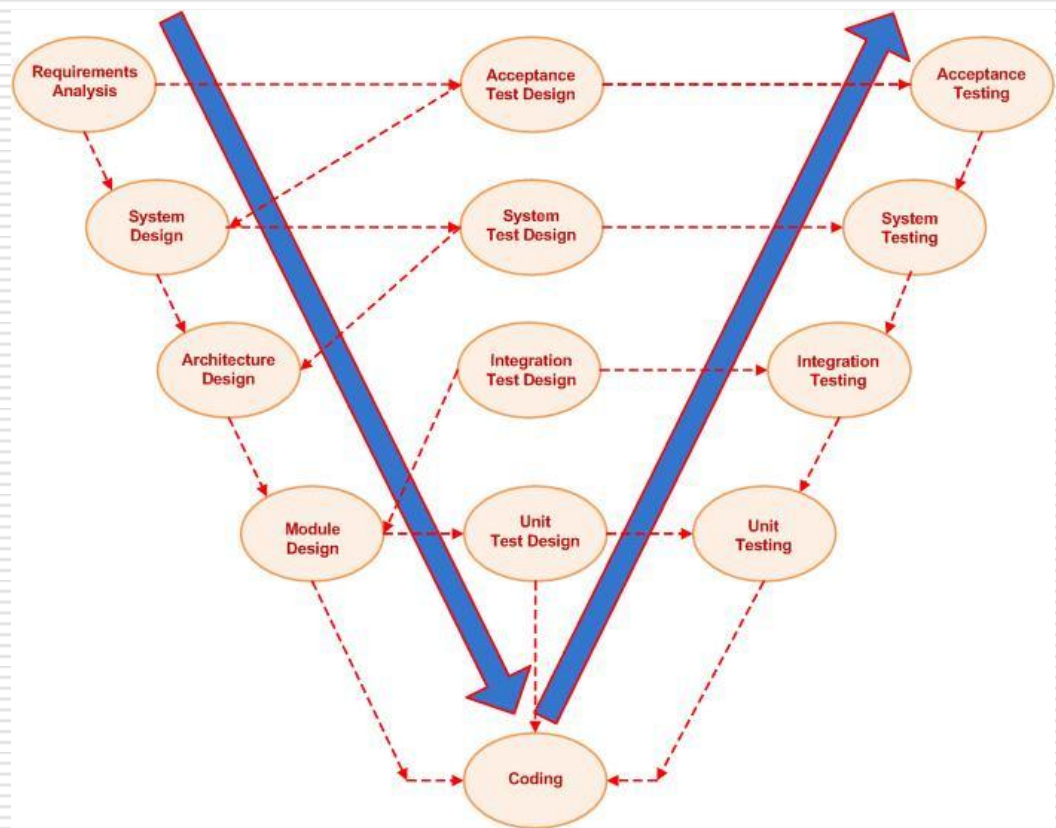 Requirements
Analysis
Acceptance
Test Design
Acceptance
Testing
System
Design
System
Test Design
System
Testing
Architecture
Design
Integration
Test Design
Integration
Testing
Module
Design
Unit
Test Design
Unit
Testing
Coding